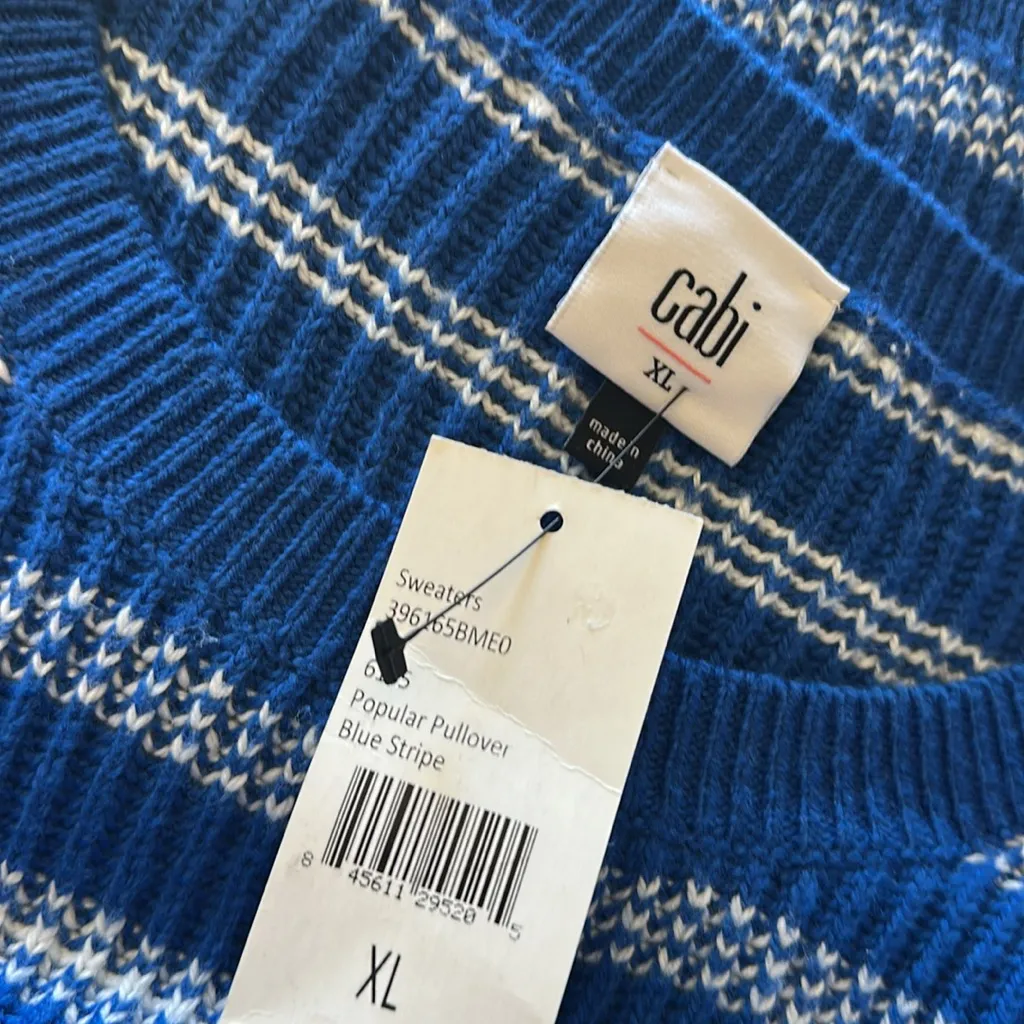 cabi
XL
made in
china
Sweaters
396165BME0
Popular Pullover
Blue Stripe
8 45611 29520 5
XL